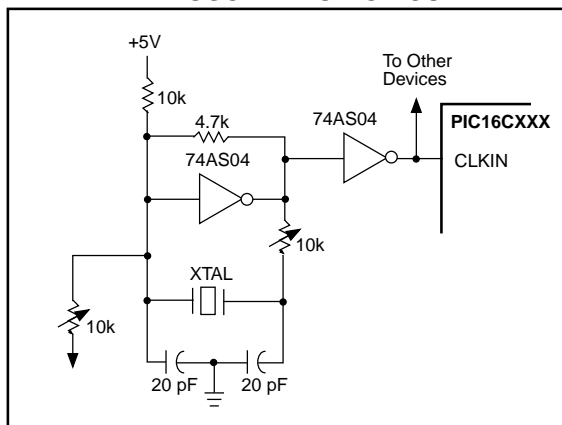 +5V
10k
4.7k
74AS04
74AS04
To Other
Devices
PIC16CXXX
CLKIN
10k
XTAL
10k
20 pF
20 pF